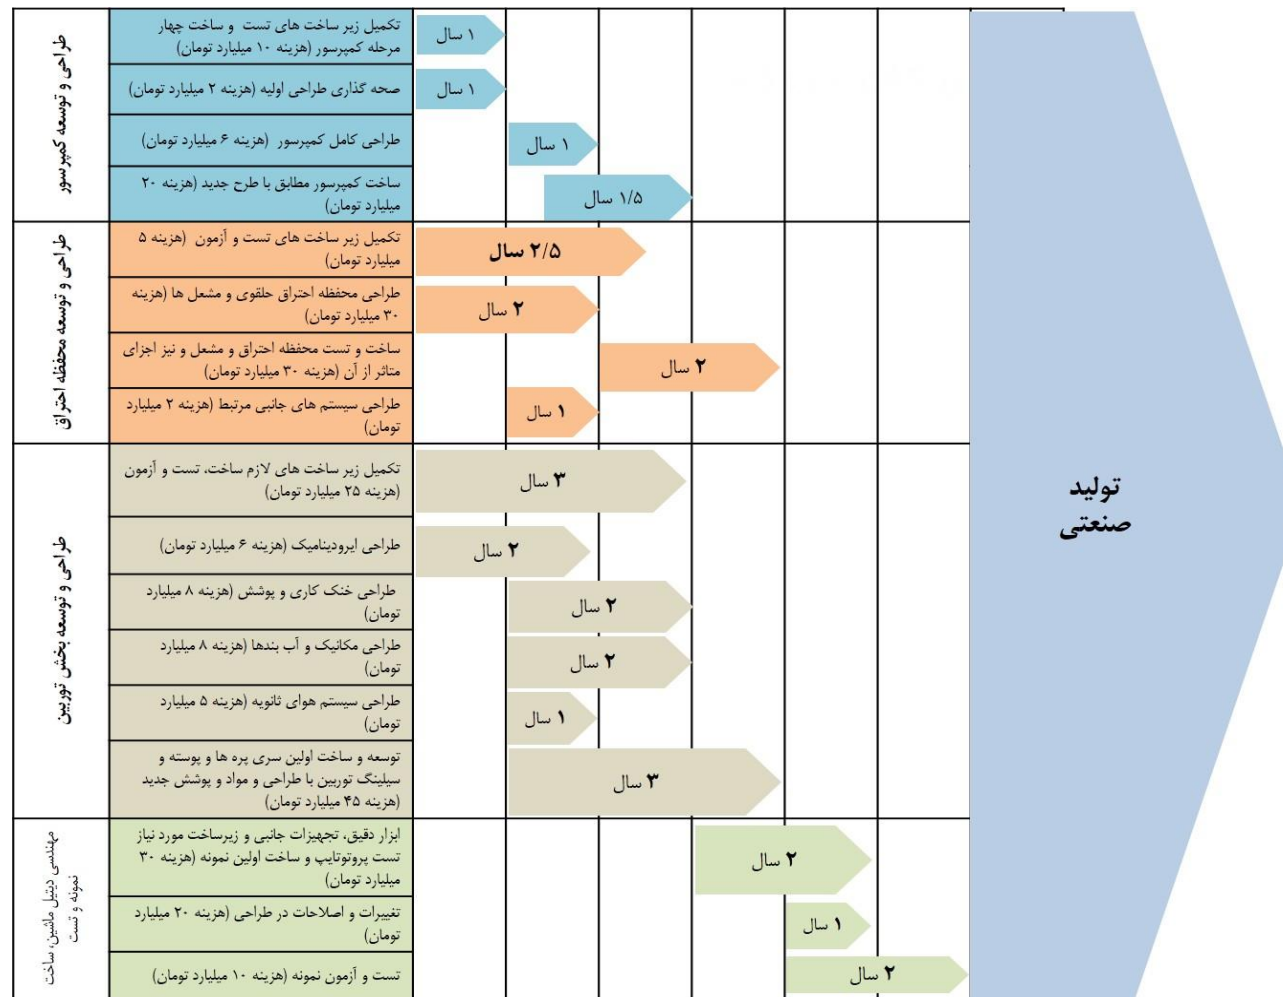 طراحی و توسعه کمپرسور
تکمیل زیر ساخت های تست و ساخت چهار
مرحله کمپرسور (هزینه ۱۰ میلیارد تومان)
۱ سال
صحه گذاری طراحی اولیه (هزینه ۲ میلیارد تومان)
۱ سال
طراحی کامل کمپرسور (هزینه ۶ میلیارد تومان)
۱ سال
ساخت کمپرسور مطابق با طرح جدید (هزینه ۲۰
میلیارد تومان)
۱/۵ سال
طراحی و توسعه محفظه احتراق
تکمیل زیر ساخت های تست و آزمون (هزینه ۵
میلیارد تومان)
۲/۵ سال
طراحی محفظه احتراق حلقوی و مشعل ها (هزینه
۳۰ میلیارد تومان)
۲ سال
ساخت و تست محفظه احتراق و مشعل و نیز اجزای
متاثر از آن (هزینه ۳۰ میلیارد تومان)
۲ سال
طراحی سیستم های جانبی مرتبط (هزینه ۲ میلیارد
تومان)
۱ سال
طراحی و توسعه بخش توربین
تکمیل زیر ساخت های لازم ساخت، تست و آزمون
(هزینه ۲۵ میلیارد تومان)
۳ سال
طراحی ایرودینامیک (هزینه ۶ میلیارد تومان)
۲ سال
طراحی خنک کاری و پوشش (هزینه ۸ میلیارد
تومان)
۲ سال
طراحی مکانیک و آب بندها (هزینه ۸ میلیارد
تومان)
۲ سال
طراحی سیستم هوای ثانویه (هزینه ۵ میلیارد
تومان)
۱ سال
توسعه و ساخت اولین سری پره ها و پوسته و
سیلینگ توربین با طراحی و مواد و پوشش جدید
(هزینه ۴۵ میلیارد تومان)
۳ سال
مهندسی دیتیل ماشین، ساخت
نمونه و تست
ابزار دقیق، تجهیزات جانبی و زیرساخت مورد نیاز
تست پروتوتایپ و ساخت اولین نمونه (هزینه ۳۰
میلیارد تومان)
۲ سال
تغییرات و اصلاحات در طراحی (هزینه ۲۰ میلیارد
تومان)
۱ سال
تست و آزمون نمونه (هزینه ۱۰ میلیارد تومان)
۲ سال
تولید
صنعتی